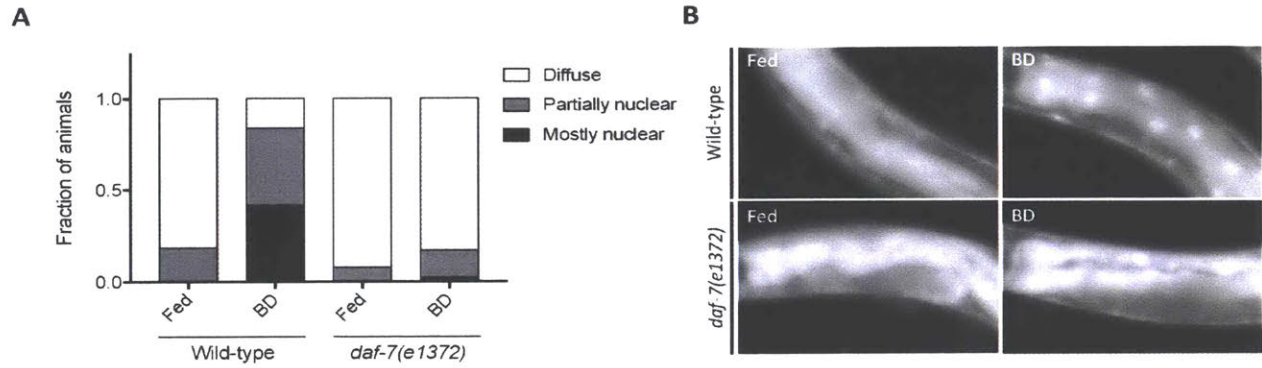 A
Fraction of animals
1.0
0.5
0.0
Fed
BD
Fed
BD
Wild-type
daf-7(e1372)
Diffuse
Partially nuclear
Mostly nuclear
B
Wild-type
daf-7(e1372)
Fed
BD
Fed
BD